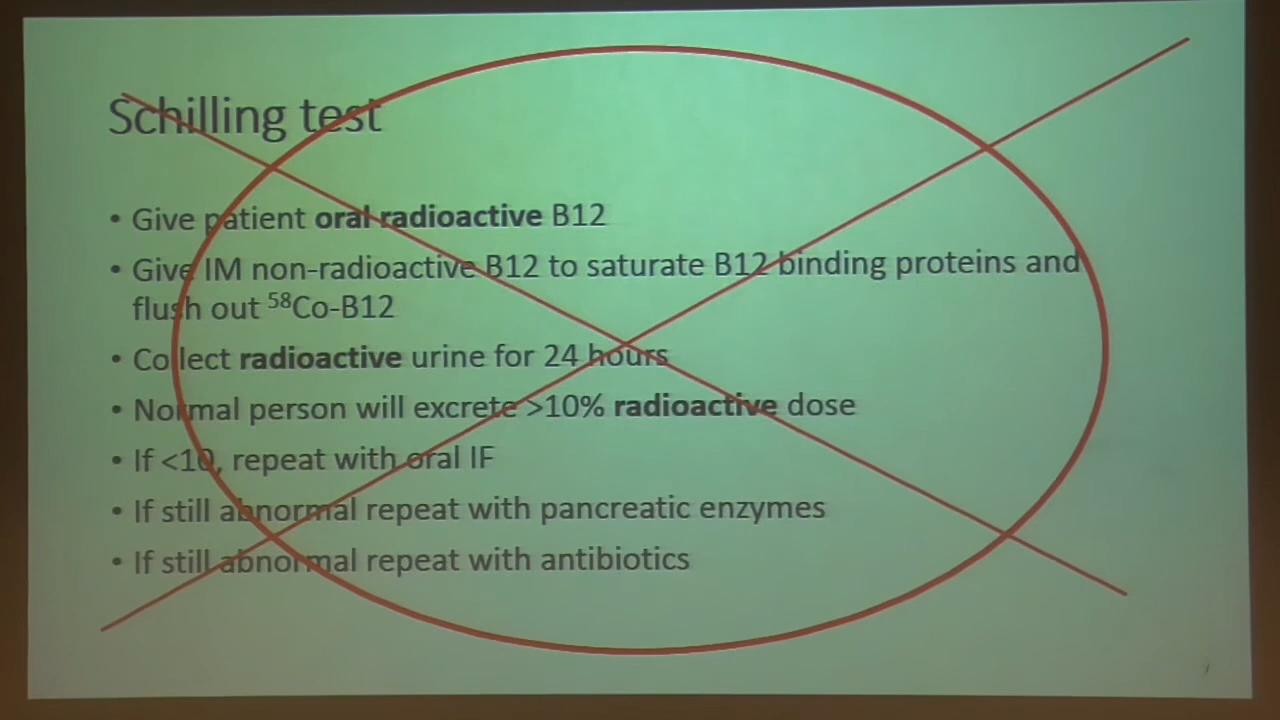 Schilling test
• Give patient oral radioactive B12
• Give IM non-radioactive B12 to saturate B12 binding proteins and
flush out ⁵⁸Co-B12
• Collect radioactive urine for 24 hours
• Normal person will excrete >10% radioactive dose
• If <10, repeat with oral IF
• If still abnormal repeat with pancreatic enzymes
• If still abnormal repeat with antibiotics